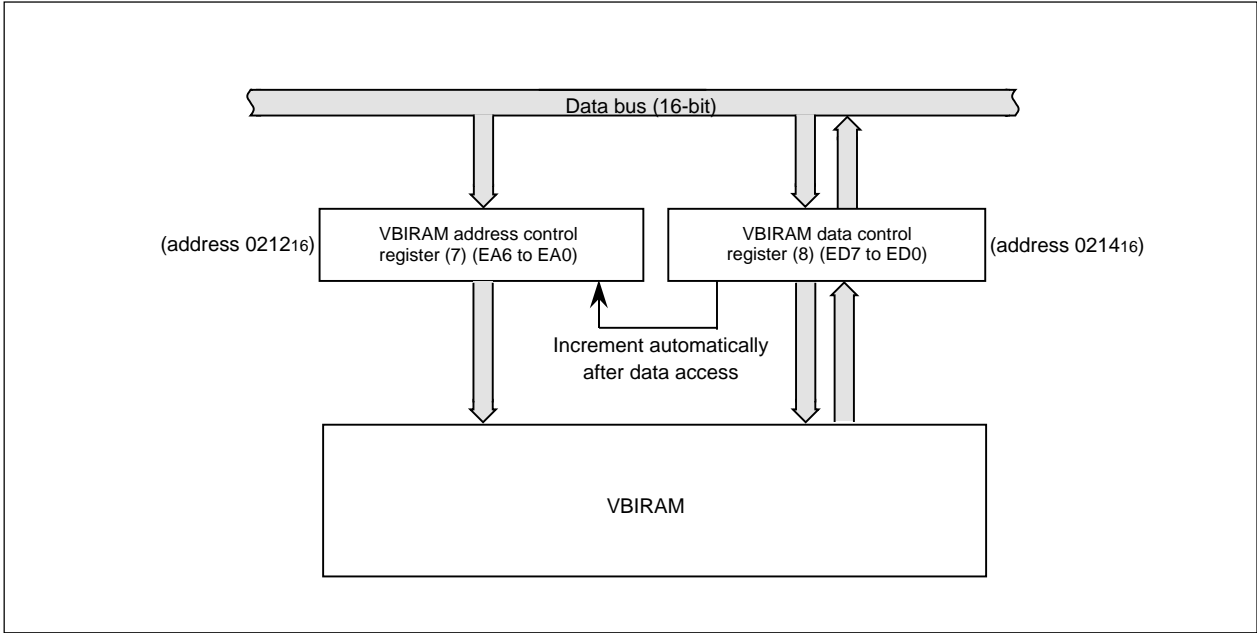 Data bus (16-bit)
(address 021216)
VBIRAM address control
register (7) (EA6 to EA0)
VBIRAM data control
register (8) (ED7 to ED0)
(address 021416)
Increment automatically
after data access
VBIRAM